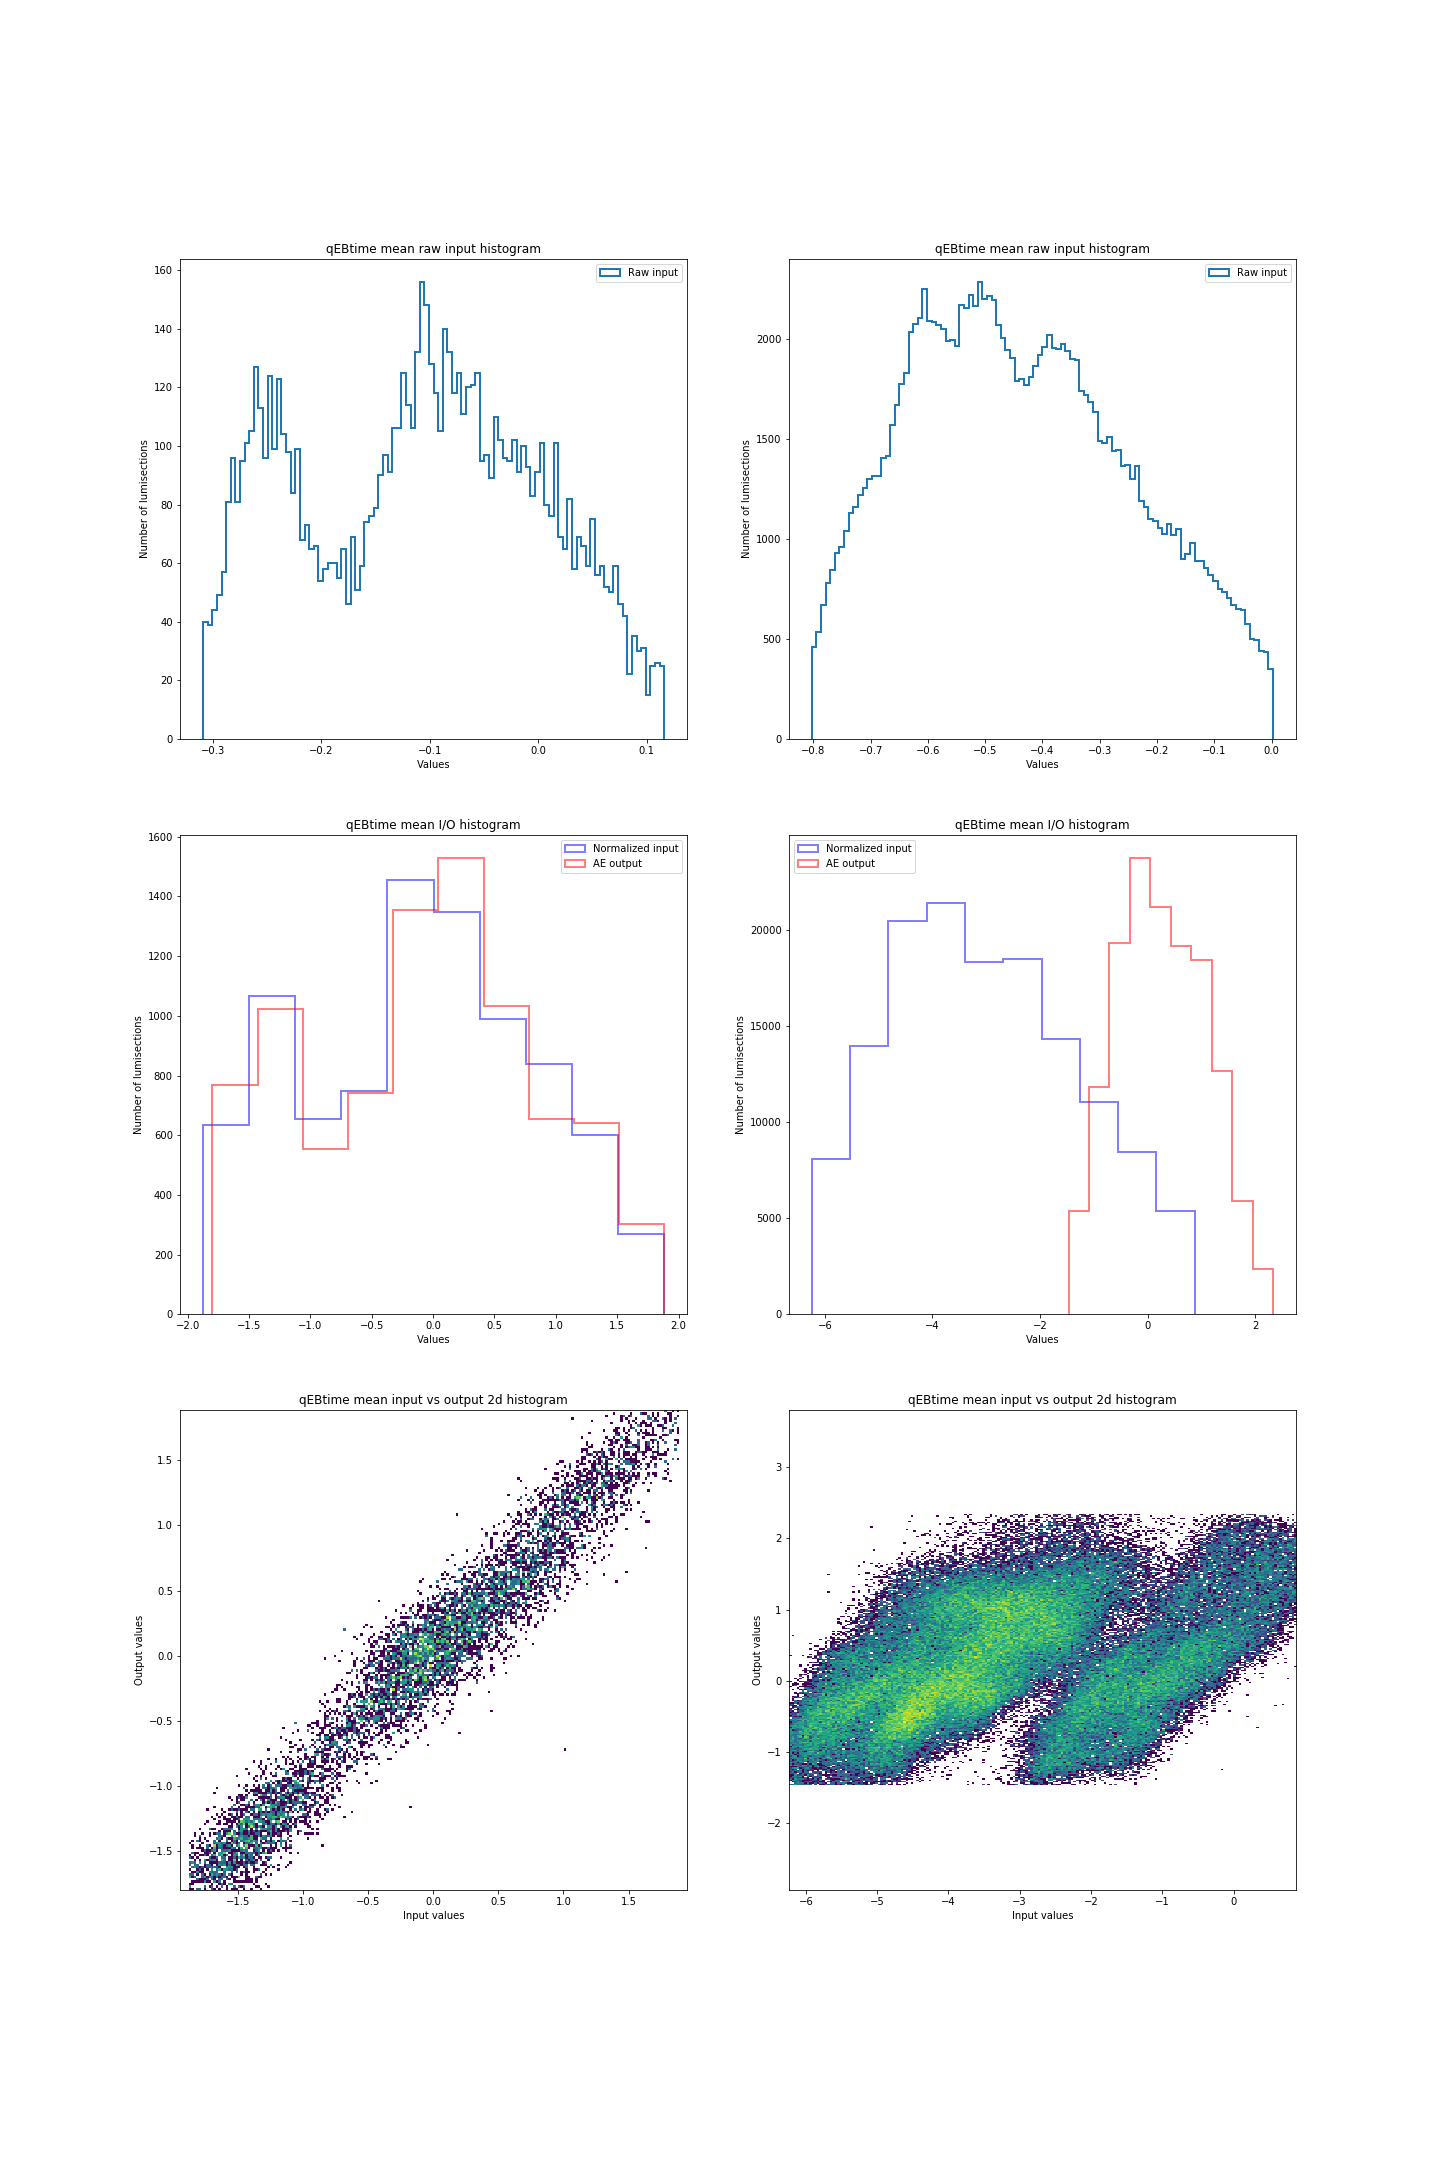 qEBtime mean raw input histogram
Raw input
160
140
120
100
80
60
40
20
0
Number of lumisections
−0.3 −0.2 −0.1 0.0 0.1
Values
qEBtime mean raw input histogram
Raw input
2000
1500
1000
500
0
Number of lumisections
−0.8 −0.7 −0.6 −0.5 −0.4 −0.3 −0.2 −0.1 0.0
Values
qEBtime mean I/O histogram
Normalized input
AE output
1600
1400
1200
1000
800
600
400
200
0
Number of lumisections
−2.0 −1.5 −1.0 −0.5 0.0 0.5 1.0 1.5 2.0
Values
qEBtime mean I/O histogram
Normalized input
AE output
20000
15000
10000
5000
0
Number of lumisections
−6 −4 −2 0 2
Values
qEBtime mean input vs output 2d histogram
1.5
1.0
0.5
0.0
−0.5
−1.0
−1.5
Output values
−1.5 −1.0 −0.5 0.0 0.5 1.0 1.5
Input values
qEBtime mean input vs output 2d histogram
3
2
1
0
−1
−2
Output values
−6 −5 −4 −3 −2 −1 0
Input values